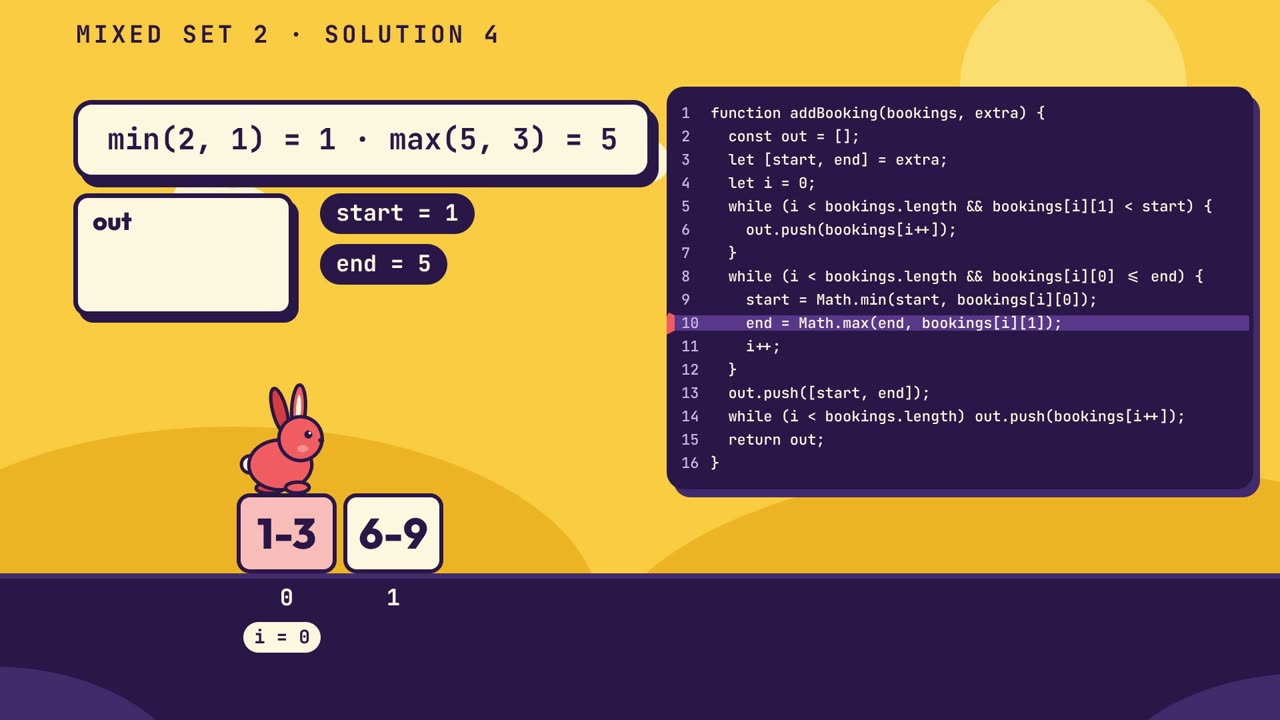 MIXED SET 2 · SOLUTION 4
min(2, 1) = 1 · max(5, 3) = 5
out
start = 1
end = 5
1-3
6-9
0
1
i = 0
1 function addBooking(bookings, extra) {
2 const out = [];
3 let [start, end] = extra;
4 let i = 0;
5 while (i < bookings.length && bookings[i][1] < start) {
6 out.push(bookings[i++]);
7 }
8 while (i < bookings.length && bookings[i][0] <= end) {
9 start = Math.min(start, bookings[i][0]);
10 end = Math.max(end, bookings[i][1]);
11 i++;
12 }
13 out.push([start, end]);
14 while (i < bookings.length) out.push(bookings[i++]);
15 return out;
16 }